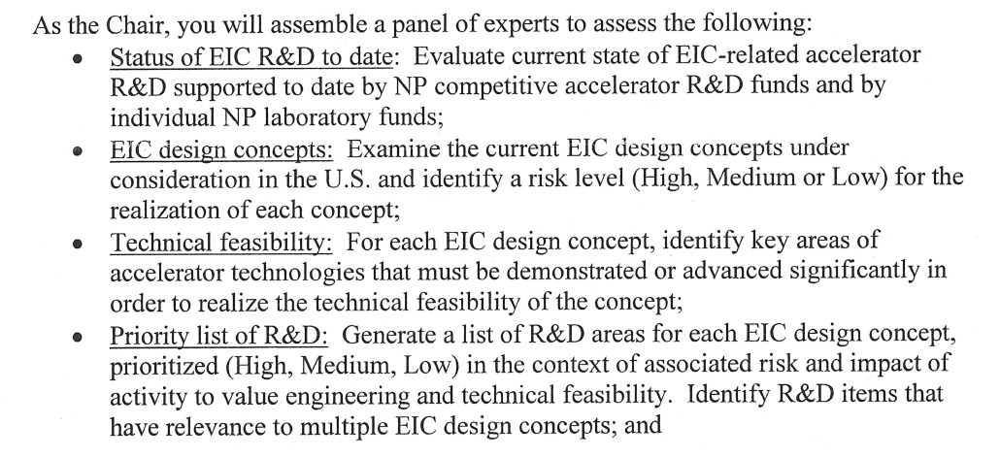 As the Chair, you will assemble a panel of experts to assess the following:
• Status of EIC R&D to date: Evaluate current state of EIC-related accelerator
R&D supported to date by NP competitive accelerator R&D funds and by
individual NP laboratory funds;
• EIC design concepts: Examine the current EIC design concepts under
consideration in the U.S. and identify a risk level (High, Medium or Low) for the
realization of each concept;
• Technical feasibility: For each EIC design concept, identify key areas of
accelerator technologies that must be demonstrated or advanced significantly in
order to realize the technical feasibility of the concept;
• Priority list of R&D: Generate a list of R&D areas for each EIC design concept,
prioritized (High, Medium, Low) in the context of associated risk and impact of
activity to value engineering and technical feasibility. Identify R&D items that
have relevance to multiple EIC design concepts; and